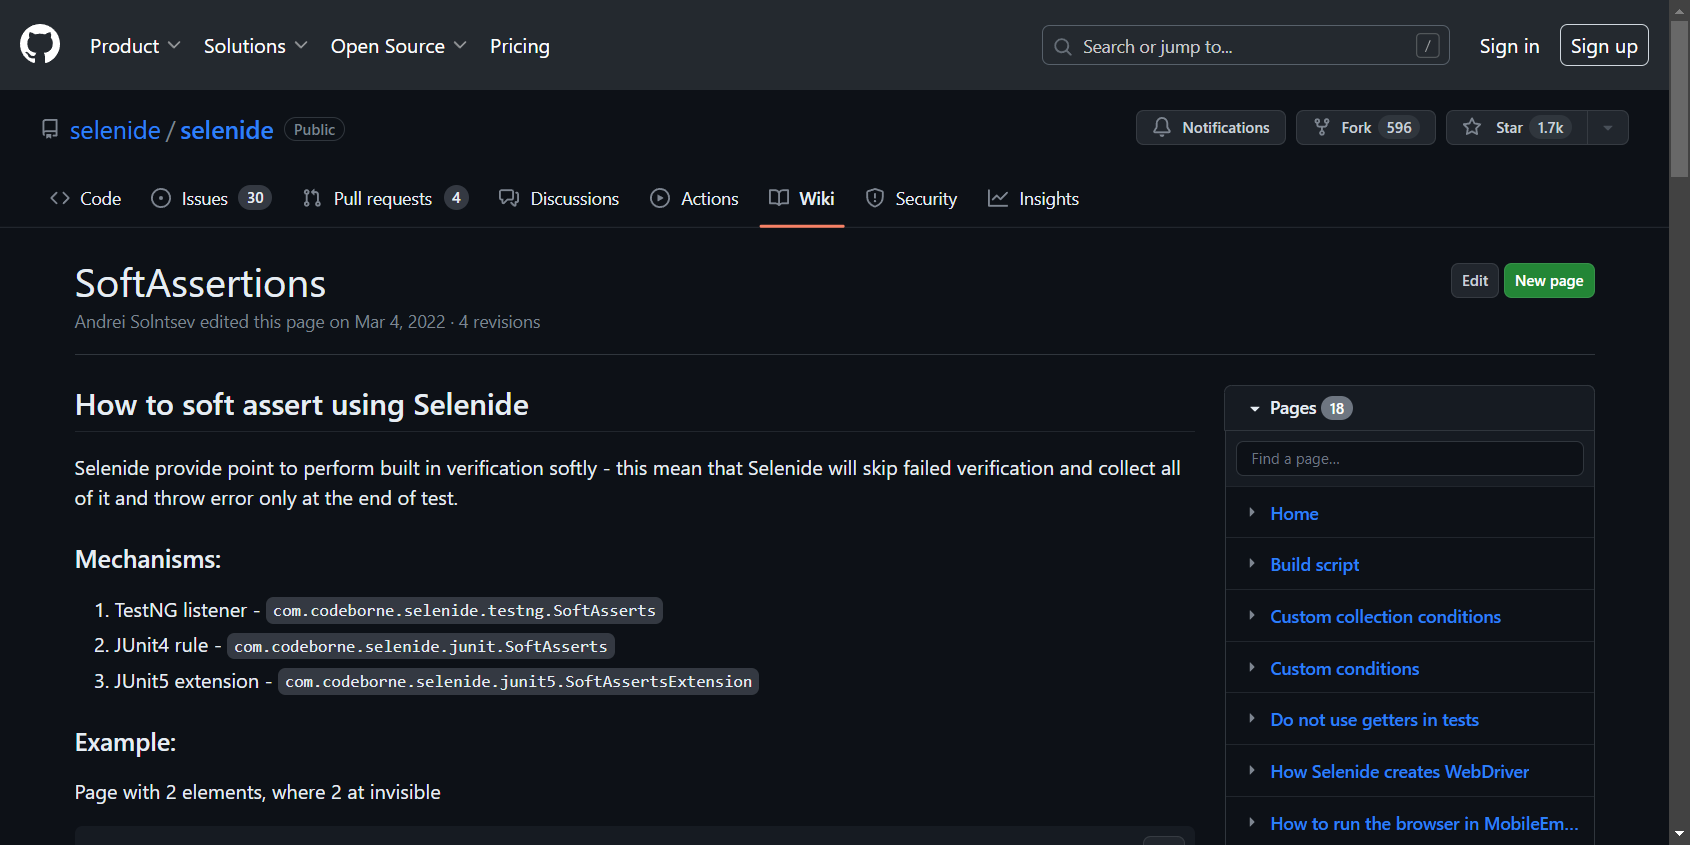 Product Solutions Open Source Pricing Search or jump to... / Sign in Sign up
selenide / selenide Public Notifications Fork 596 Star 1.7k
Code Issues 30 Pull requests 4 Discussions Actions Wiki Security Insights
SoftAssertions
Edit New page
Andrei Solntsev edited this page on Mar 4, 2022 · 4 revisions
How to soft assert using Selenide
Selenide provide point to perform built in verification softly - this mean that Selenide will skip failed verification and collect all
of it and throw error only at the end of test.
Mechanisms:
1. TestNG listener - com.codeborne.selenide.testng.SoftAsserts
2. JUnit4 rule - com.codeborne.selenide.junit.SoftAsserts
3. JUnit5 extension - com.codeborne.selenide.junit5.SoftAssertsExtension
Example:
Page with 2 elements, where 2 at invisible
Pages 18
Find a page...
Home
Build script
Custom collection conditions
Custom conditions
Do not use getters in tests
How Selenide creates WebDriver
How to run the browser in MobileEm...